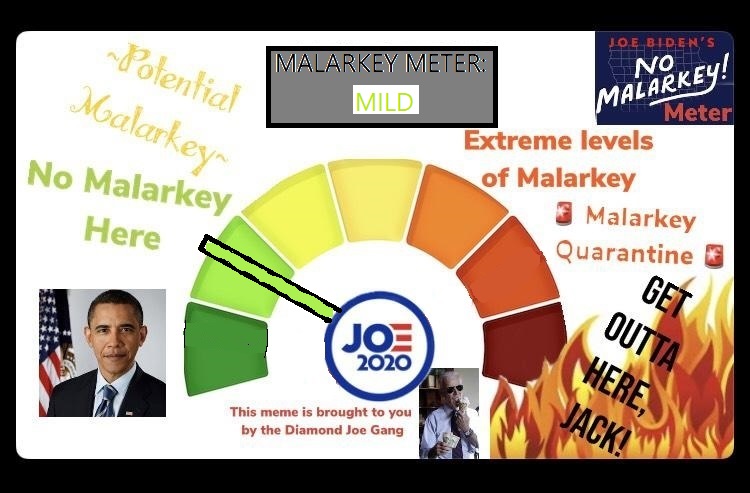 ~Potential
Malarkey~
MALARKEY METER:
MILD
JOE BIDEN'S
NO
MALARKEY!
Meter
No Malarkey
Here
Extreme levels
of Malarkey
🚨 Malarkey
Quarantine 🚨
GET
OUTTA
HERE,
JACK!
JOE
2020
This meme is brought to you
by the Diamond Joe Gang